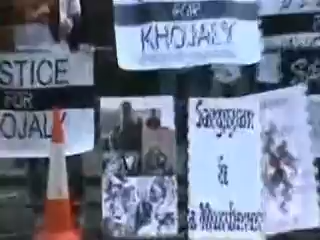 FOR
KHOJALY
STICE
FOR
OJALY
Sargsyan
is
a Murderer